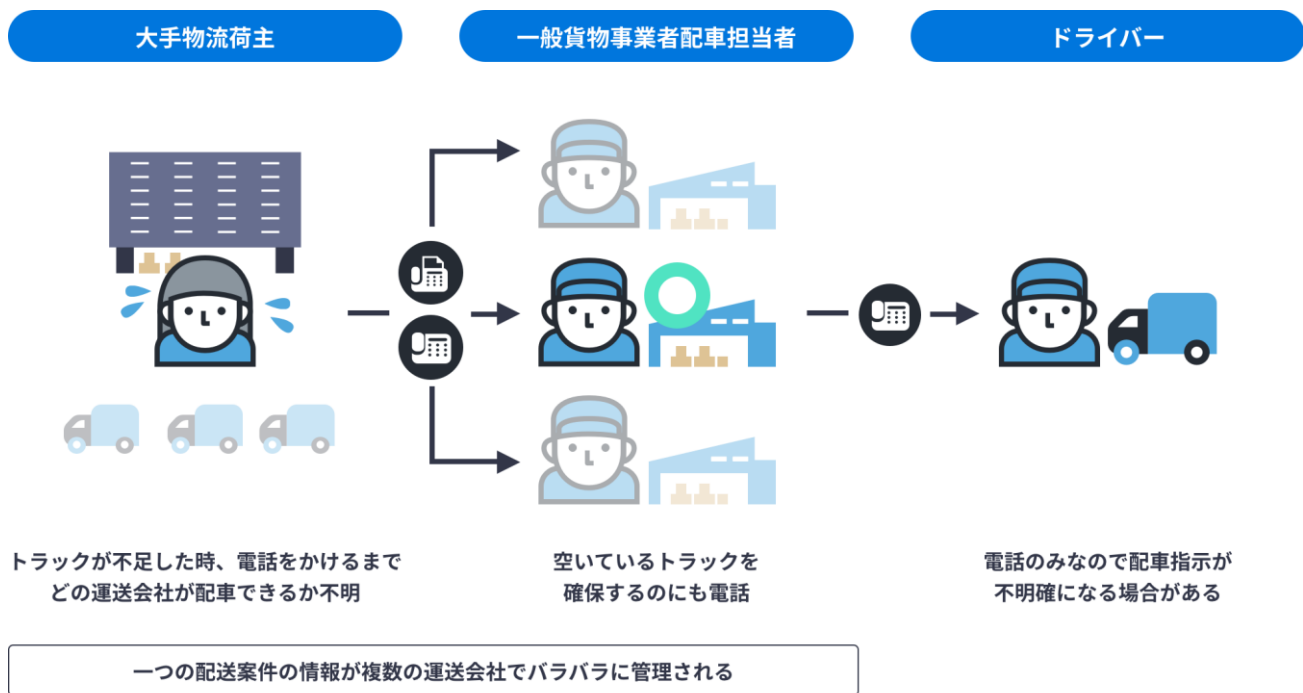 大手物流荷主
一般貨物事業者配車担当者
ドライバー
トラックが不足した時、電話をかけるまで
どの運送会社が配車できるか不明
空いているトラックを
確保するのにも電話
電話のみなので配車指示が
不明確になる場合がある
一つの配送案件の情報が複数の運送会社でバラバラに管理される